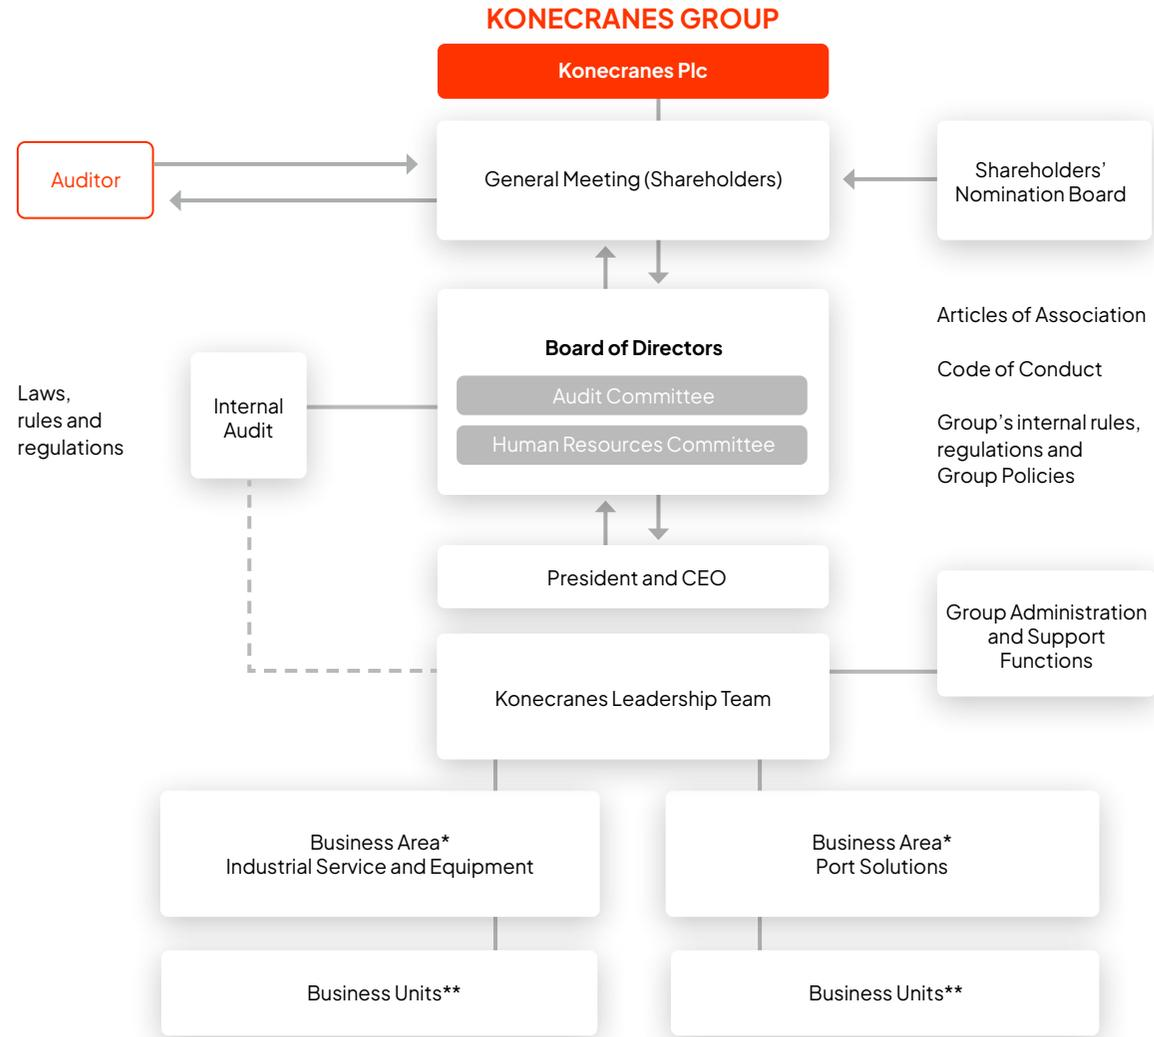 KONECRANES GROUP
Konecranes Plc
Auditor
General Meeting (Shareholders)
Shareholders’
Nomination Board
Articles of Association
Code of Conduct
Group’s internal rules,
regulations and
Group Policies
Board of Directors
Audit Committee
Human Resources Committee
Internal
Audit
Laws,
rules and
regulations
President and CEO
Group Administration
and Support
Functions
Konecranes Leadership Team
Business Area*
Industrial Service and Equipment
Business Area*
Port Solutions
Business Units**
Business Units**